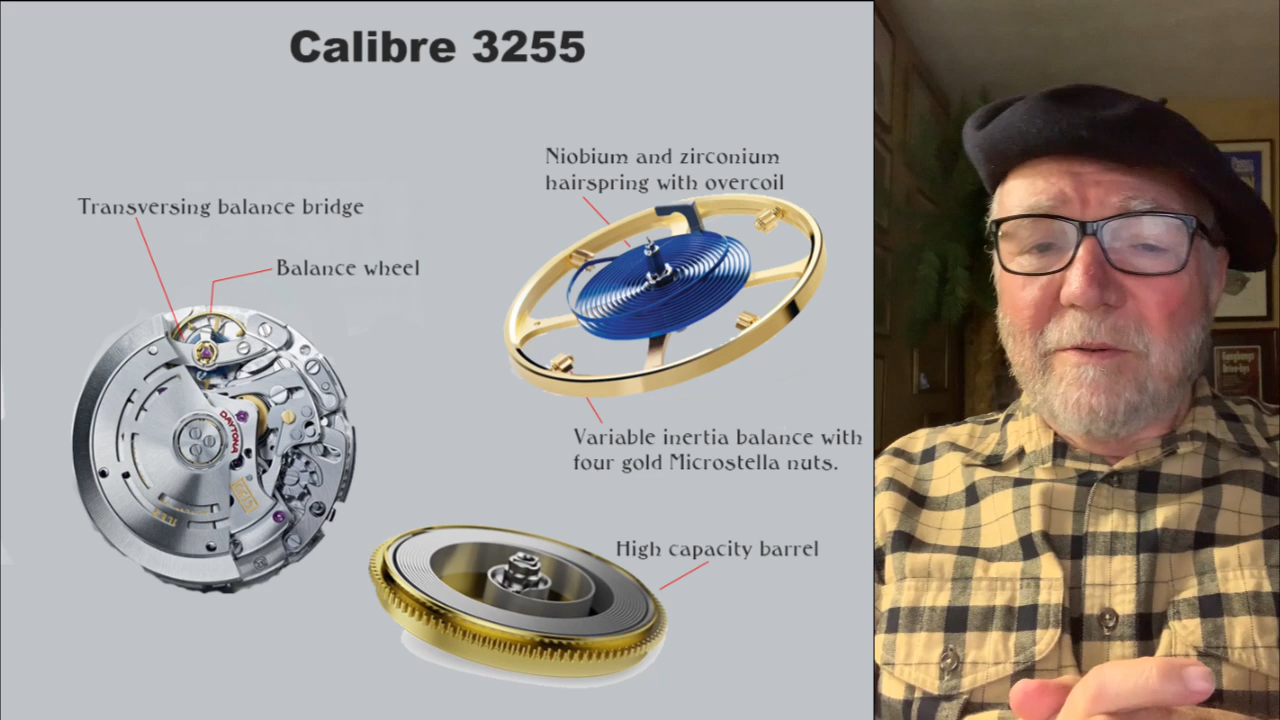 Calibre 3255
Niobium and zirconium
hairspring with overcoil
Transversing balance bridge
Balance wheel
DAYTONA
Variable inertia balance with
four gold Microstella nuts.
High capacity barrel